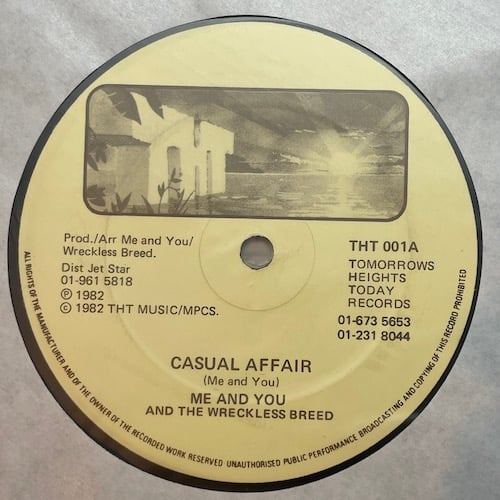 Prod./Arr Me and You/
Wreckless Breed.
Dist Jet Star
01-961 5818
Ⓟ 1982
© 1982 THT MUSIC/MPCS.
THT 001A
TOMORROWS
HEIGHTS
TODAY
RECORDS
01-673 5653
01-231 8044
CASUAL AFFAIR
(Me and You)
ME AND YOU
AND THE WRECKLESS BREED
ALL RIGHTS OF THE MANUFACTURER AND OF THE OWNER OF THE RECORDED WORK RESERVED UNAUTHORISED PUBLIC PERFORMANCE BROADCASTING AND COPYING OF THIS RECORD PROHIBITED